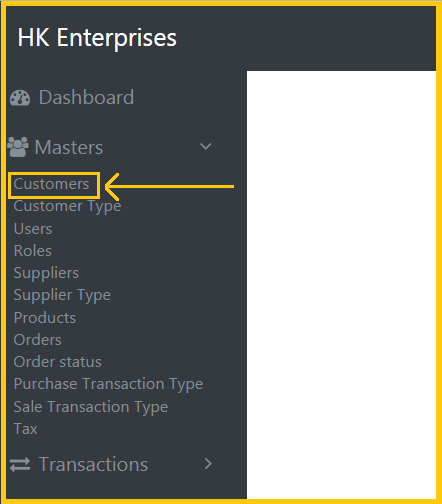 HK Enterprises
Dashboard
Masters
Customers
Customer Type
Users
Roles
Suppliers
Supplier Type
Products
Orders
Order status
Purchase Transaction Type
Sale Transaction Type
Tax
Transactions